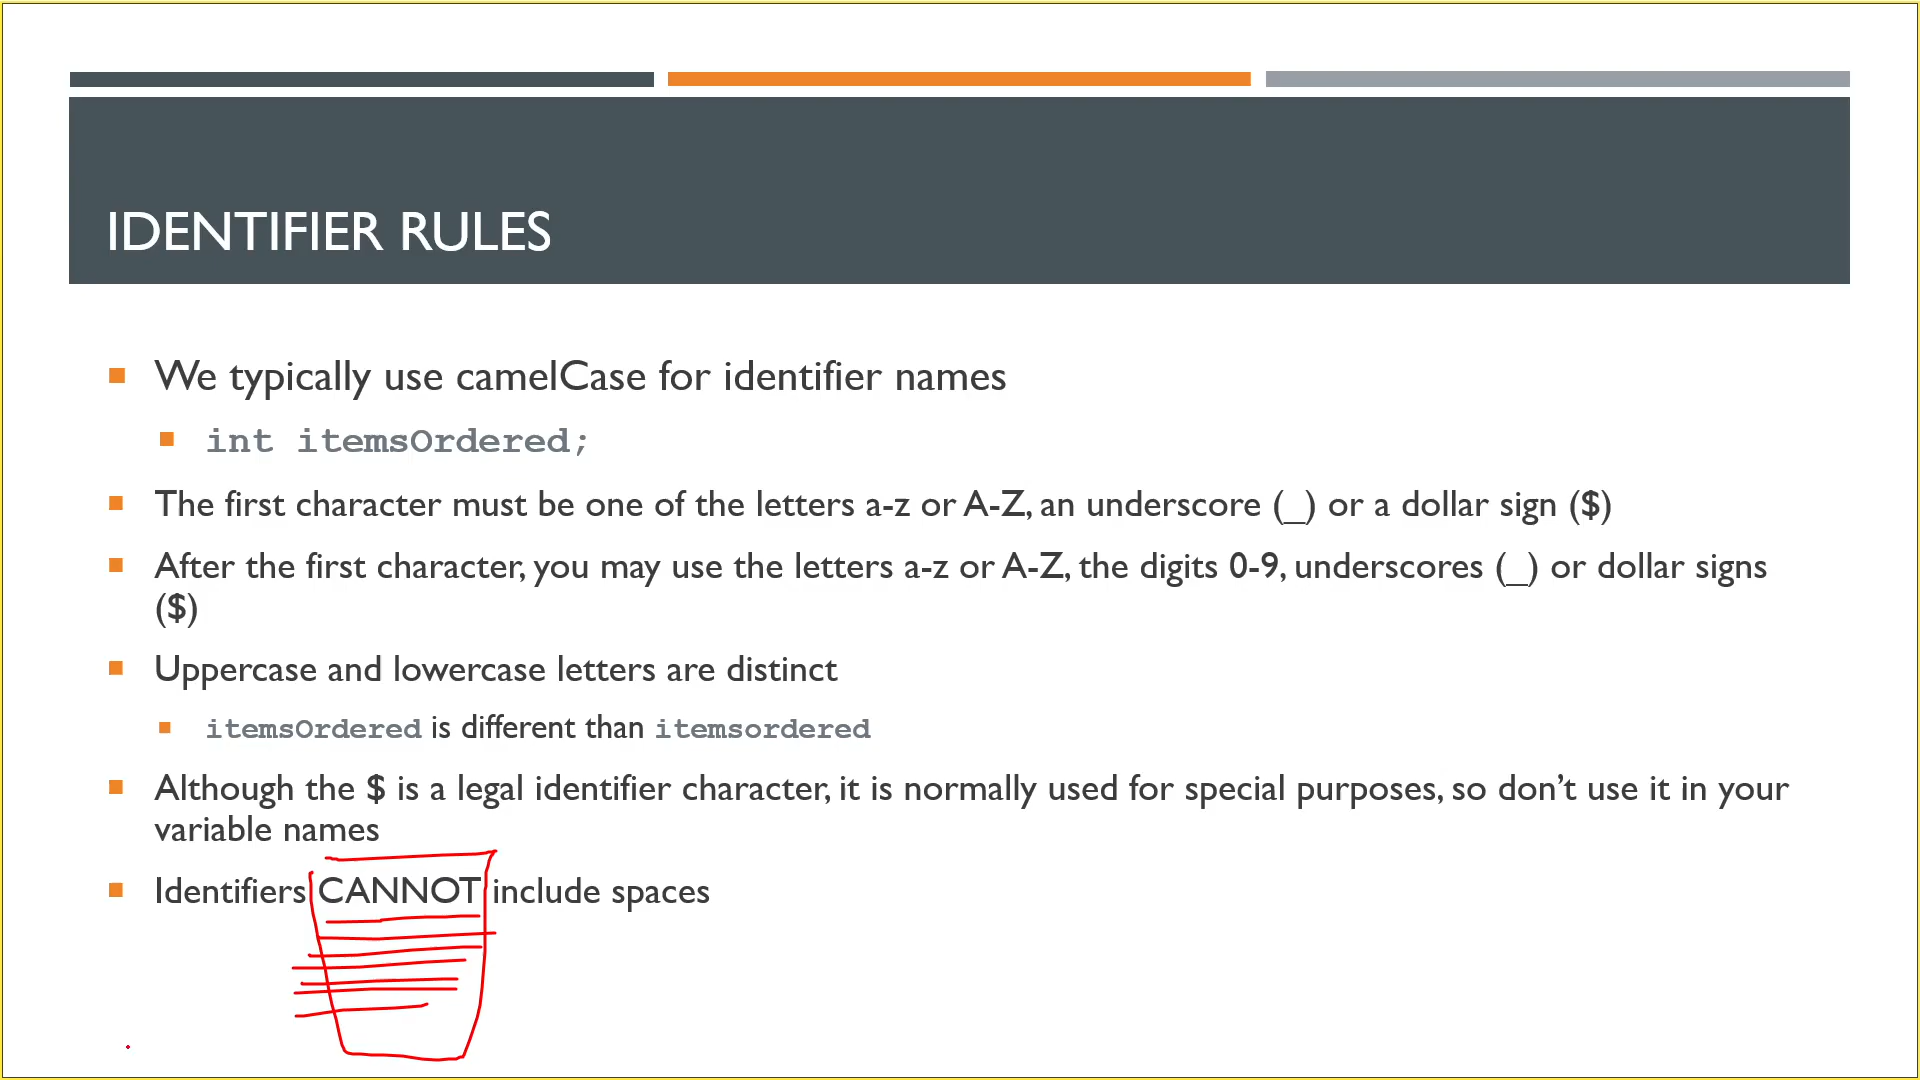 IDENTIFIER RULES
We typically use camelCase for identifier names
int itemsOrdered;
The first character must be one of the letters a-z or A-Z, an underscore (_) or a dollar sign ($)
After the first character, you may use the letters a-z or A-Z, the digits 0-9, underscores (_) or dollar signs
($)
Uppercase and lowercase letters are distinct
itemsOrdered is different than itemsordered
Although the $ is a legal identifier character, it is normally used for special purposes, so don’t use it in your
variable names
Identifiers CANNOT include spaces